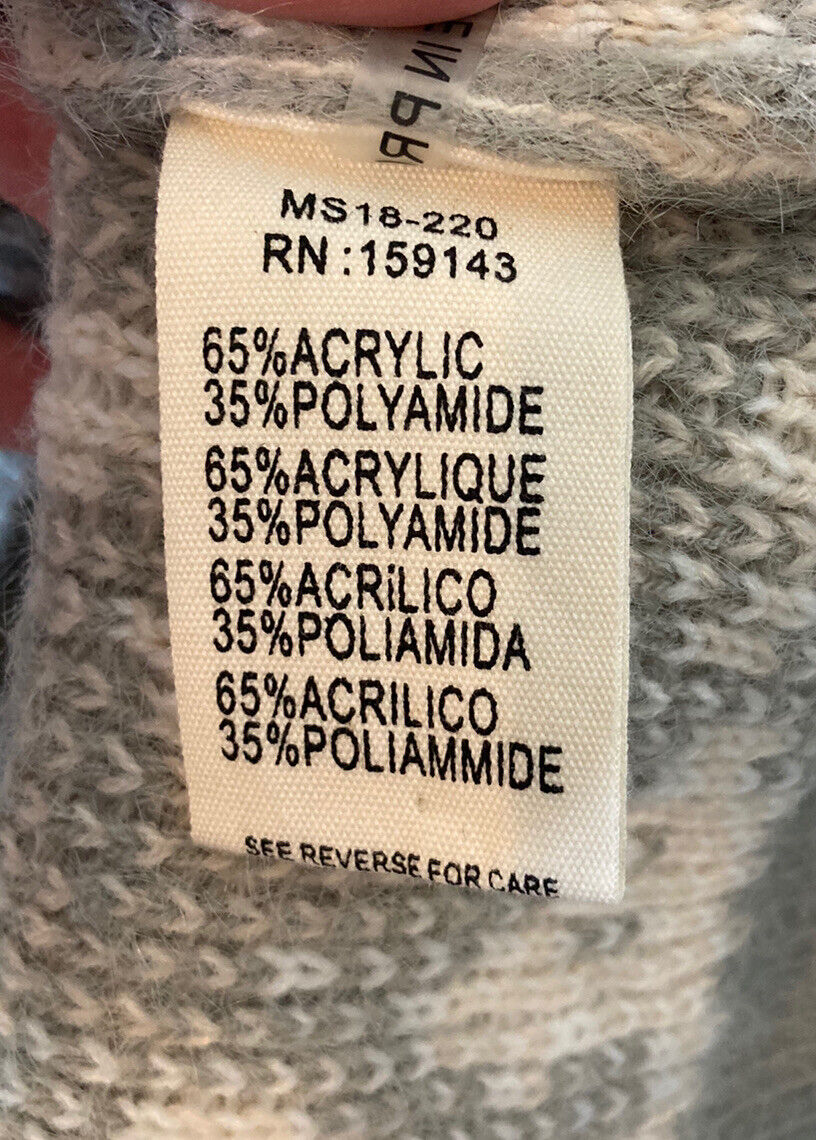 MS18-220
RN:159143
65%ACRYLIC
35%POLYAMIDE
65%ACRYLIQUE
35%POLYAMIDE
65%ACRíLICO
35%POLIAMIDA
65%ACRILICO
35%POLIAMMIDE
SEE REVERSE FOR CARE